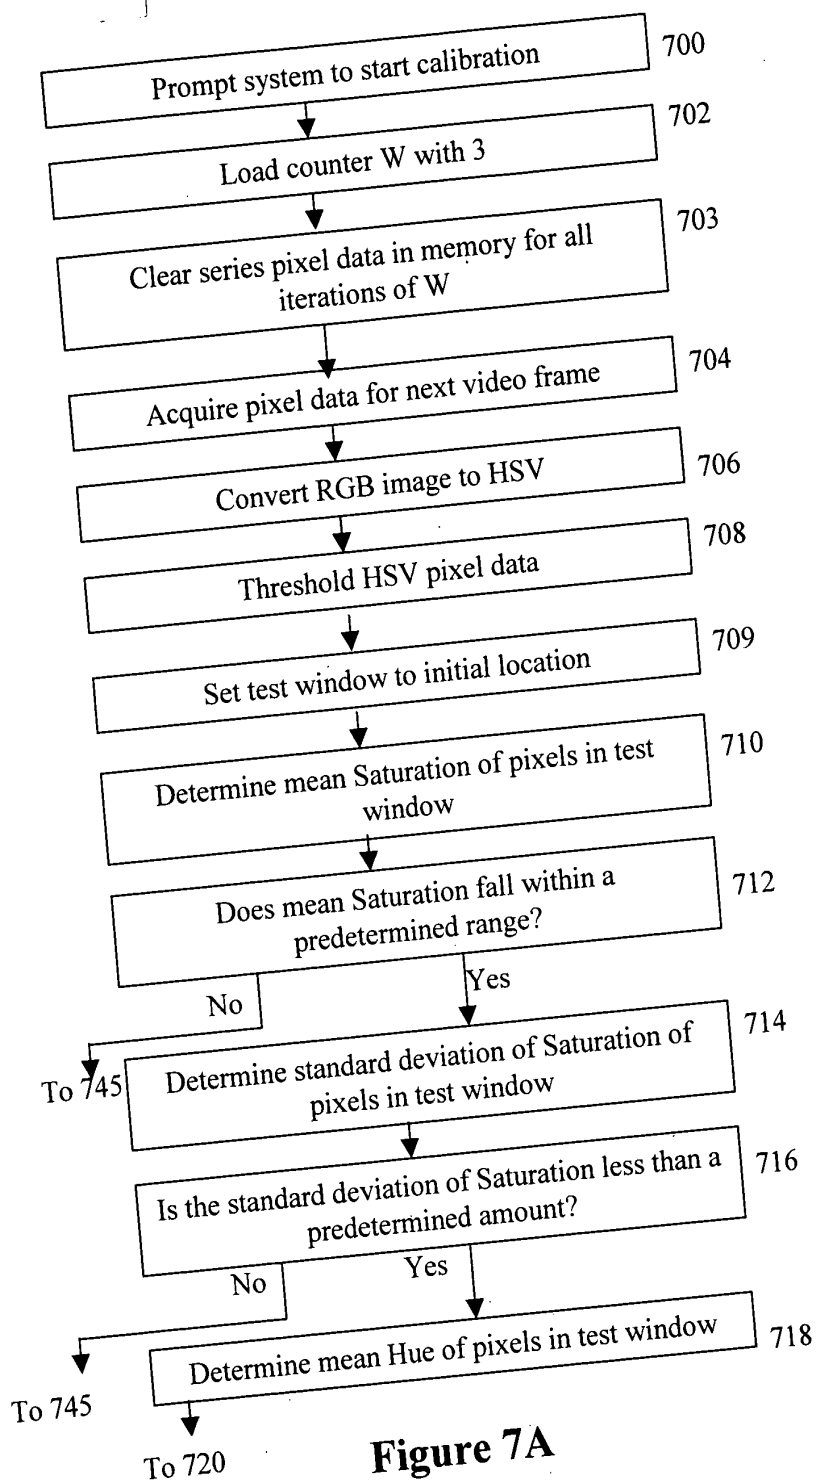 Prompt system to start calibration
700
Load counter W with 3
702
Clear series pixel data in memory for all
iterations of W
703
Acquire pixel data for next video frame
704
Convert RGB image to HSV
706
Threshold HSV pixel data
708
Set test window to initial location
709
Determine mean Saturation of pixels in test
window
710
Does mean Saturation fall within a
predetermined range?
712
No
Yes
To 745
Determine standard deviation of Saturation of
pixels in test window
714
Is the standard deviation of Saturation less than a
predetermined amount?
716
No
Yes
Determine mean Hue of pixels in test window
718
To 745
To 720
Figure 7A